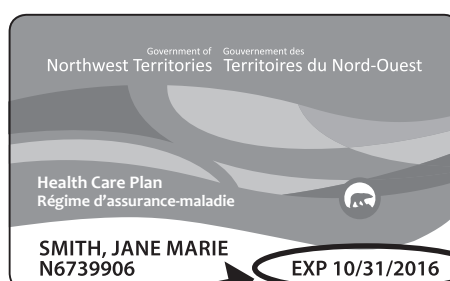 Government of Gouvernement des
Northwest Territories Territoires du Nord-Ouest
Health Care Plan
Régime d'assurance-maladie
SMITH, JANE MARIE
N6739906 EXP 10/31/2016